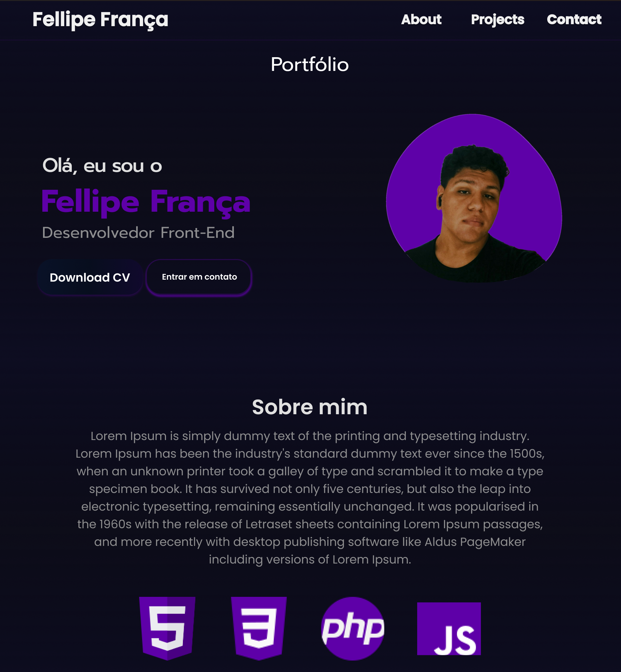 Fellipe França
About Projects Contact
Portfólio
Olá, eu sou o
Fellipe França
Desenvolvedor Front-End
Download CV
Entrar em contato
Sobre mim
Lorem Ipsum is simply dummy text of the printing and typesetting industry.
Lorem Ipsum has been the industry's standard dummy text ever since the 1500s,
when an unknown printer took a galley of type and scrambled it to make a type
specimen book. It has survived not only five centuries, but also the leap into
electronic typesetting, remaining essentially unchanged. It was popularised in
the 1960s with the release of Letraset sheets containing Lorem Ipsum passages,
and more recently with desktop publishing software like Aldus PageMaker
including versions of Lorem Ipsum.
5 3 php JS